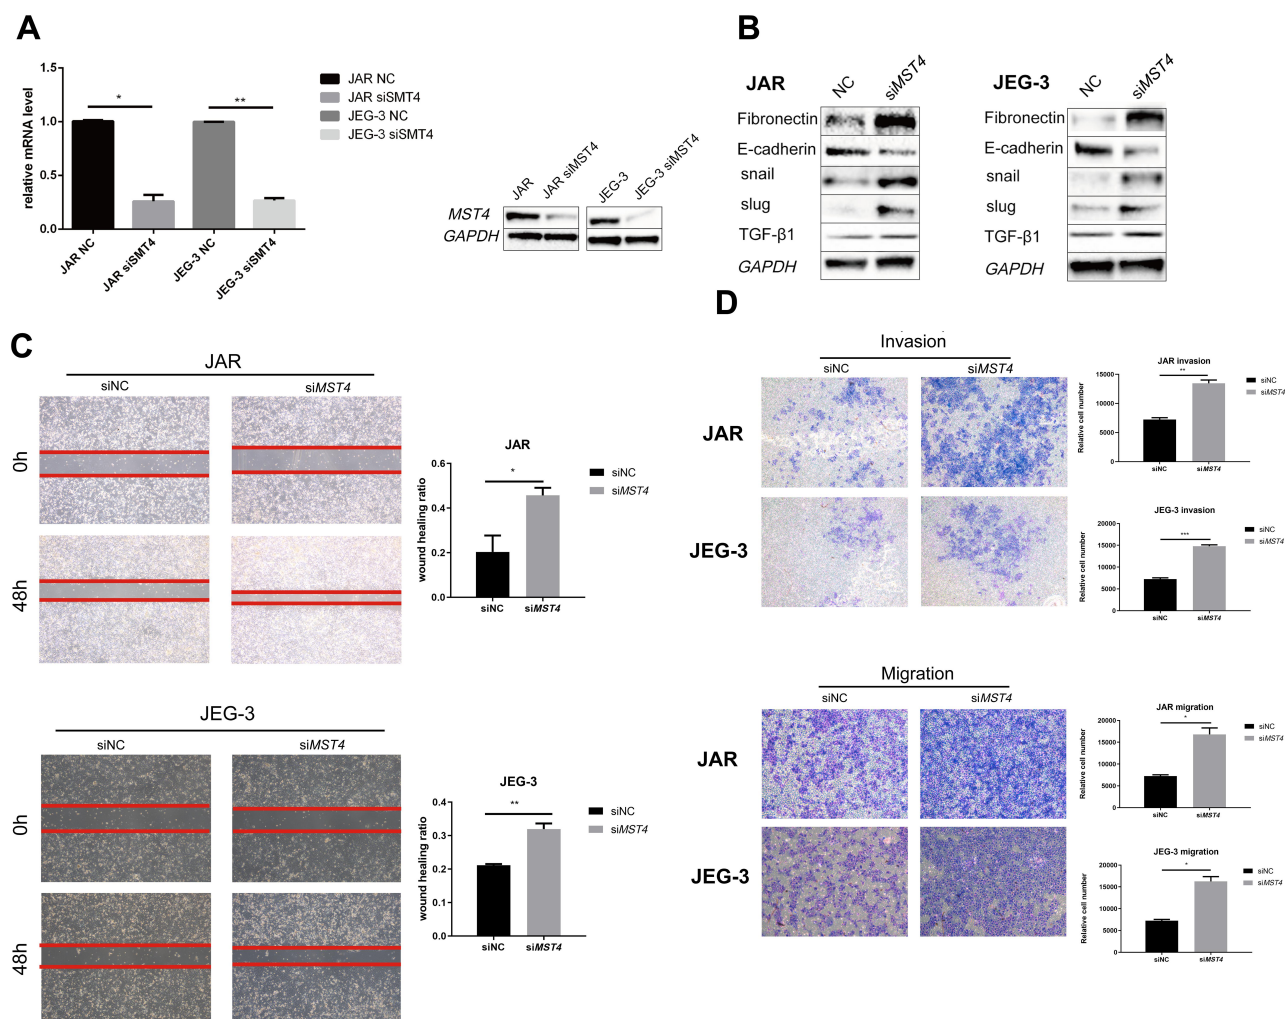 A
relative mRNA level
1.5
1.0
0.5
0.0
*
**
JAR NC
JAR siSMT4
JEG-3 NC
JEG-3 siSMT4
JAR NC
JAR siSMT4
JEG-3 NC
JEG-3 siSMT4
JAR
JAR siMST4
JEG-3
JEG-3 siMST4
MST4
GAPDH
B
JAR
NC
siMST4
Fibronectin
E-cadherin
snail
slug
TGF-β1
GAPDH
JEG-3
NC
siMST4
Fibronectin
E-cadherin
snail
slug
TGF-β1
GAPDH
C
JAR
siNC
siMST4
0h
48h
JAR
wound healing ratio
0.6
0.4
0.2
0.0
*
siNC
siMST4
siNC
siMST4
JEG-3
siNC
siMST4
0h
48h
JEG-3
wound healing ratio
0.4
0.3
0.2
0.1
0.0
**
siNC
siMST4
siNC
siMST4
D
Invasion
siNC
siMST4
JAR
JEG-3
JAR invasion
Relative cell number
15000
10000
5000
0
**
siNC
siMST4
siNC
siMST4
JEG-3 invasion
Relative cell number
20000
15000
10000
5000
0
***
siNC
siMST4
siNC
siMST4
Migration
siNC
siMST4
JAR
JEG-3
JAR migration
Relative cell number
20000
15000
10000
5000
0
*
siNC
siMST4
siNC
siMST4
JEG-3 migration
Relative cell number
20000
15000
10000
5000
0
*
siNC
siMST4
siNC
siMST4